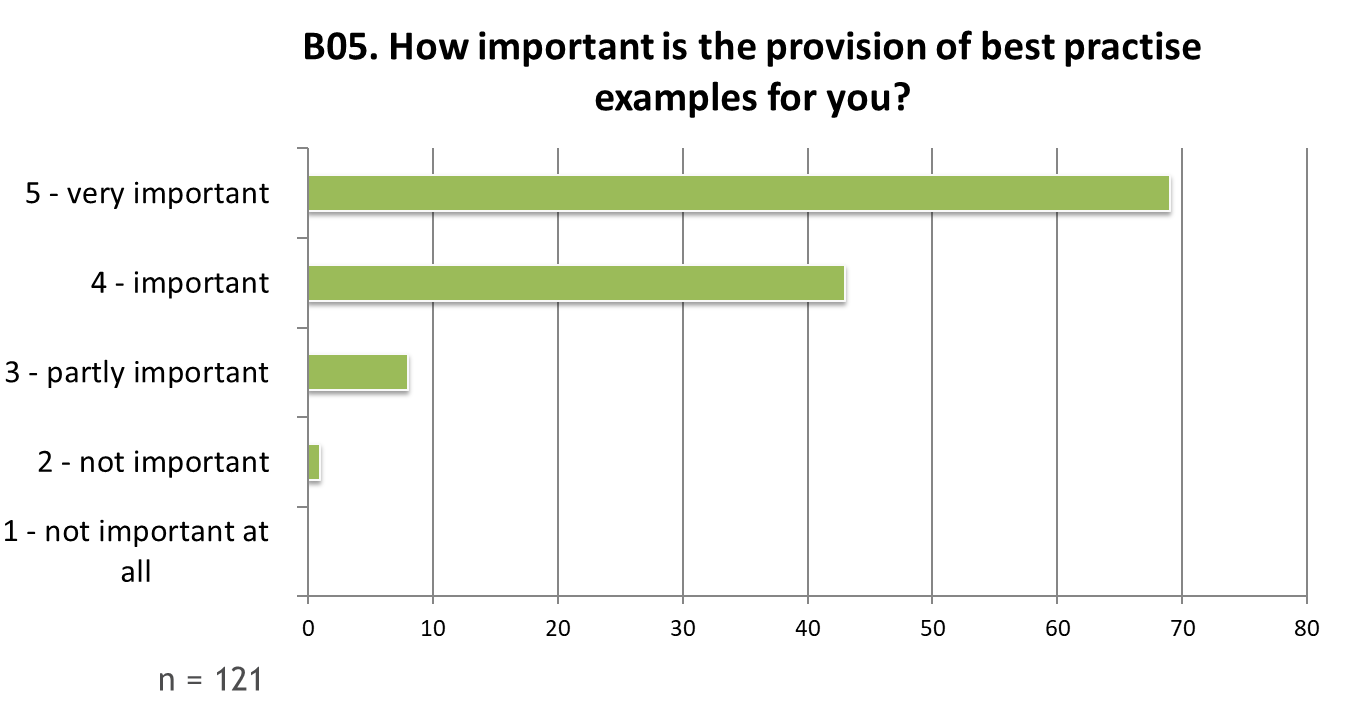 B05. How important is the provision of best practise
examples for you?
5 - very important
4 - important
3 - partly important
2 - not important
1 - not important at
all
0 10 20 30 40 50 60 70 80
n = 121